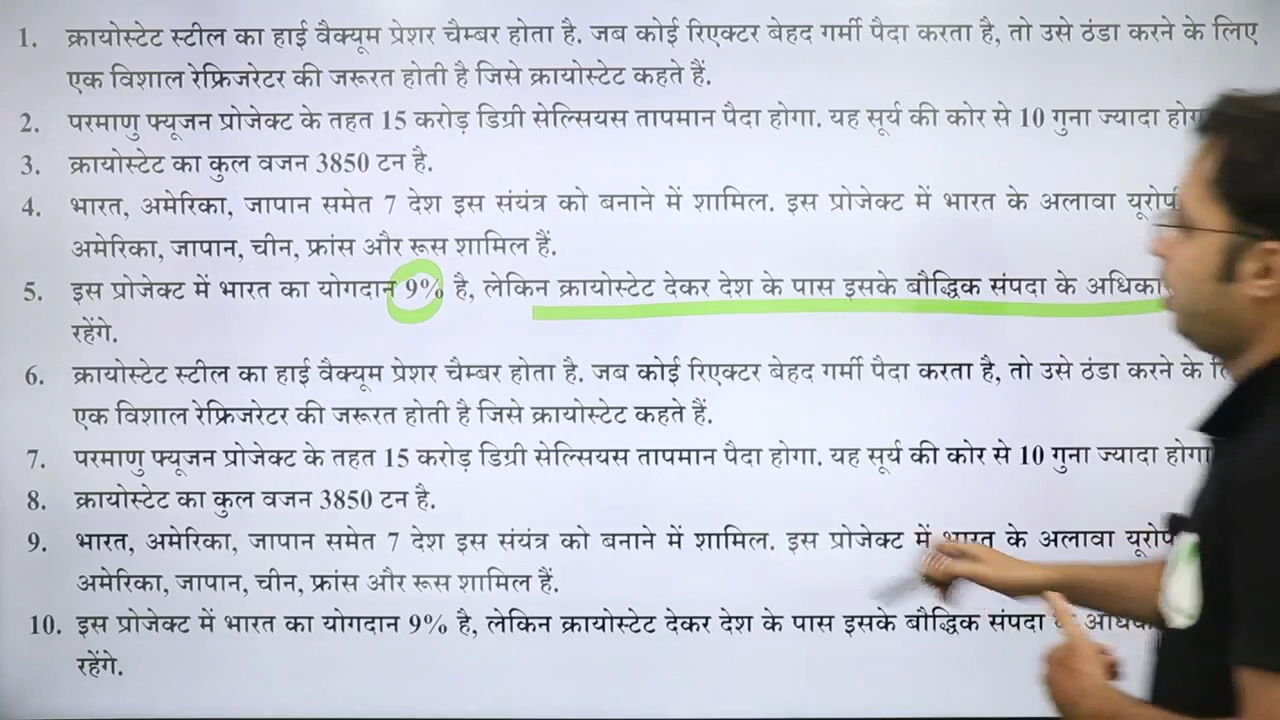 1. क्रायोस्टेट स्टील का हाई वैक्यूम प्रेशर चैम्बर होता है. जब कोई रिएक्टर बेहद गर्मी पैदा करता है, तो उसे ठंडा करने के लिए
एक विशाल रेफ्रिजरेटर की जरूरत होती है जिसे क्रायोस्टेट कहते हैं.
2. परमाणु फ्यूजन प्रोजेक्ट के तहत 15 करोड़ डिग्री सेल्सियस तापमान पैदा होगा. यह सूर्य की कोर से 10 गुना ज्यादा
3. क्रायोस्टेट का कुल वजन 3850 टन है.
4. भारत, अमेरिका, जापान समेत 7 देश इस संयंत्र को बनाने में शामिल. इस प्रोजेक्ट में भारत के अलावा
अमेरिका, जापान, चीन, फ्रांस और रूस शामिल हैं.
5. इस प्रोजेक्ट में भारत का योगदान 9% है, लेकिन क्रायोस्टेट देकर देश के पास इसके बौद्धिक संपदा के
रहेंगे.
6. क्रायोस्टेट स्टील का हाई वैक्यूम प्रेशर चैम्बर होता है. जब कोई रिएक्टर बेहद गर्मी पैदा करता है, तो उसे ठंडा करने के
एक विशाल रेफ्रिजरेटर की जरूरत होती है जिसे क्रायोस्टेट कहते हैं.
7. परमाणु फ्यूजन प्रोजेक्ट के तहत 15 करोड़ डिग्री सेल्सियस तापमान पैदा होगा. यह सूर्य की कोर से 10 गुना ज्यादा होगा
8. क्रायोस्टेट का कुल वजन 3850 टन है.
9. भारत, अमेरिका, जापान समेत 7 देश इस संयंत्र को बनाने में शामिल. इस प्रोजेक्ट में भारत के अलावा
अमेरिका, जापान, चीन, फ्रांस और रूस शामिल हैं.
10. इस प्रोजेक्ट में भारत का योगदान 9% है, लेकिन क्रायोस्टेट देकर देश के पास इसके बौद्धिक संपदा
रहेंगे.